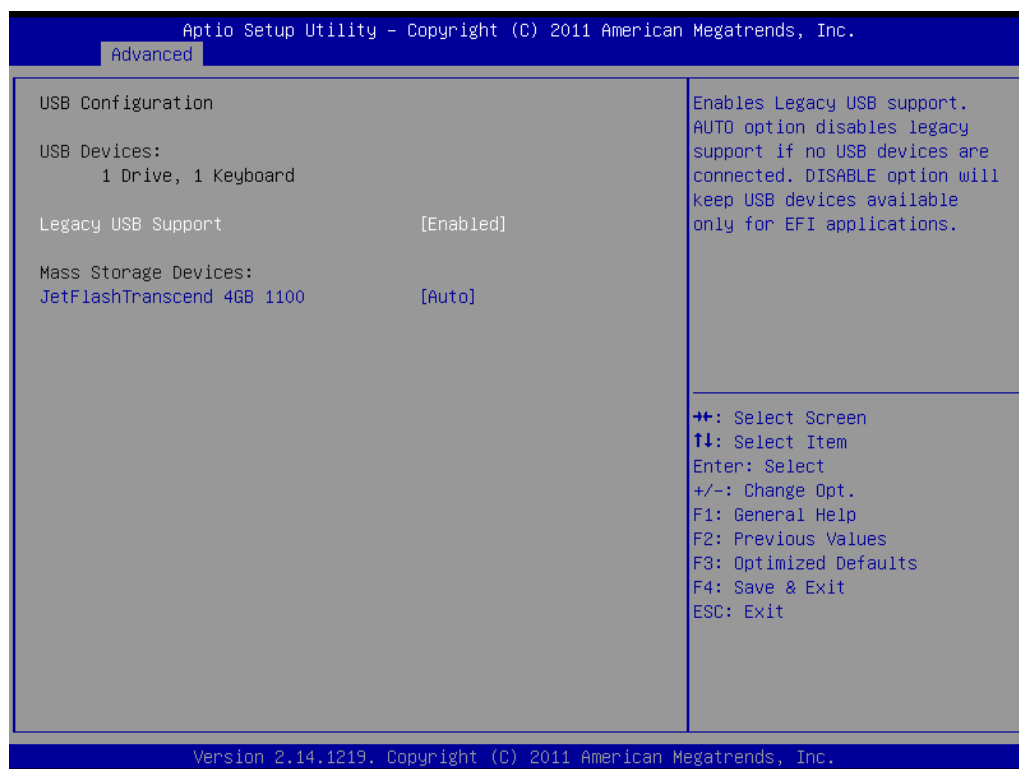 Aptio Setup Utility – Copyright (C) 2011 American Megatrends, Inc.
Advanced
USB Configuration
USB Devices:
1 Drive, 1 Keyboard
Legacy USB Support [Enabled]
Mass Storage Devices:
JetFlashTranscend 4GB 1100 [Auto]
Enables Legacy USB support.
AUTO option disables legacy
support if no USB devices are
connected. DISABLE option will
keep USB devices available
only for EFI applications.
→←: Select Screen
↑↓: Select Item
Enter: Select
+/-: Change Opt.
F1: General Help
F2: Previous Values
F3: Optimized Defaults
F4: Save & Exit
ESC: Exit
Version 2.14.1219. Copyright (C) 2011 American Megatrends, Inc.